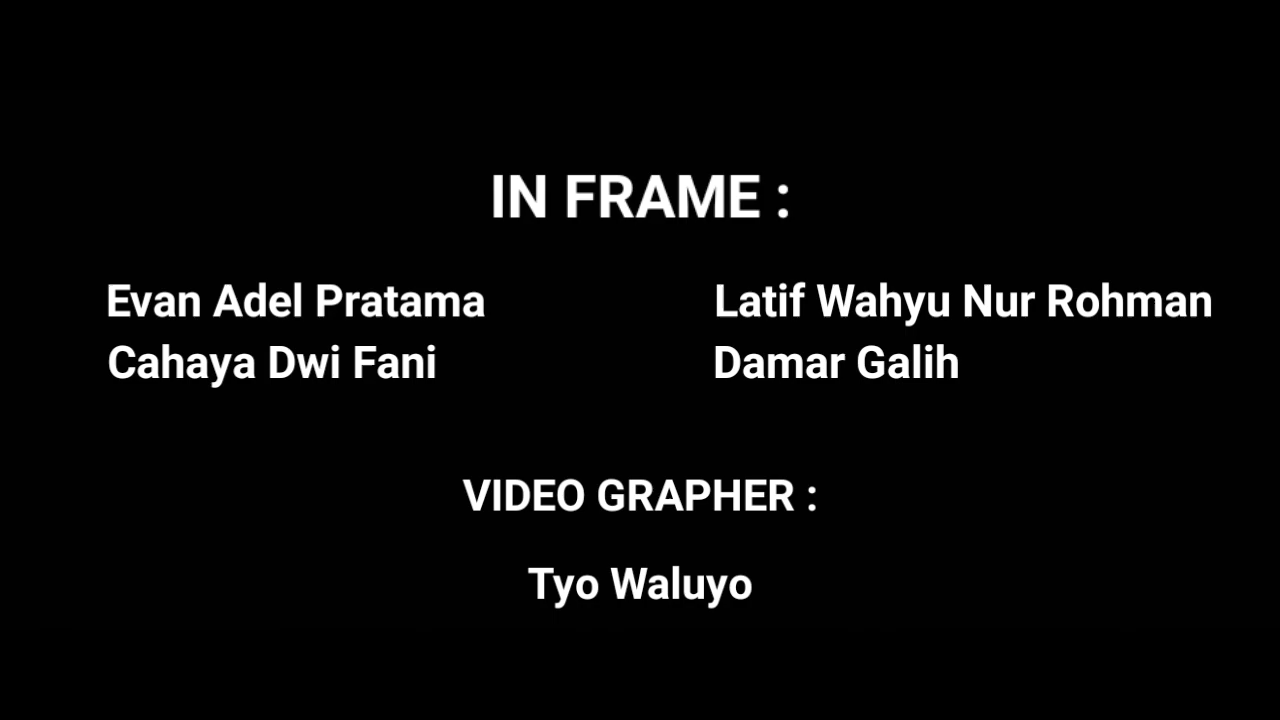 IN FRAME :
Evan Adel Pratama Latif Wahyu Nur Rohman
Cahaya Dwi Fani Damar Galih
VIDEO GRAPHER :
Tyo Waluyo